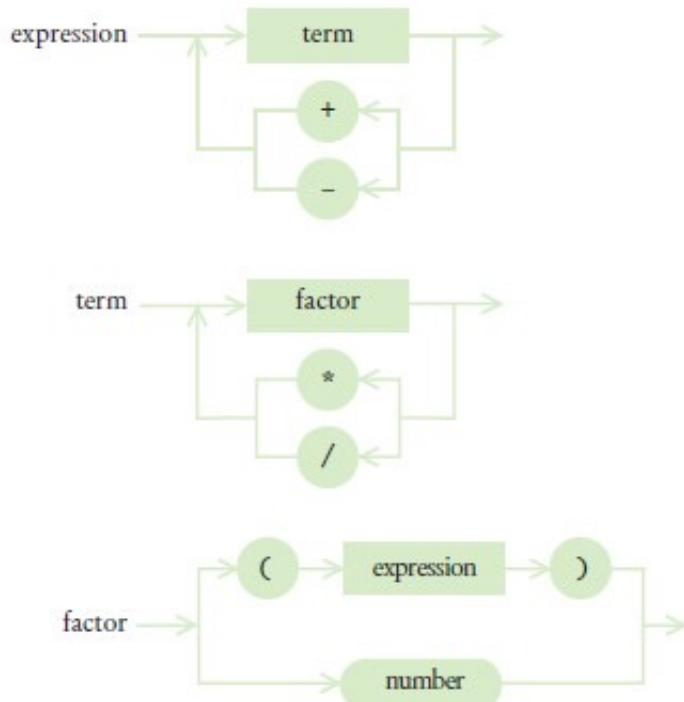 expression term
+
–
term factor
*
/
( expression )
factor
number